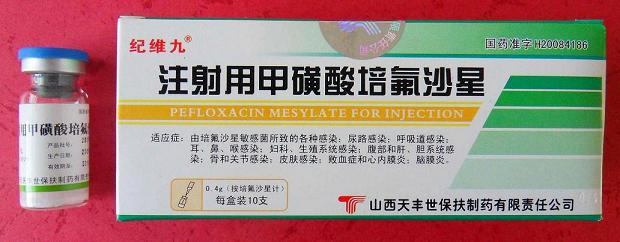 纪维九®
国药准字H20084186
注射用甲磺酸培氟沙星
PEFLOXACIN MESYLATE FOR INJECTION
适应症：由培氟沙星敏感菌所致的各种感染：尿路感染；呼吸道感染；
耳、鼻、喉感染；妇科、生殖系统感染；腹部和肝、胆系统感
染；骨和关节感染；皮肤感染；败血症和心内膜炎；脑膜炎。
0.4g（按培氟沙星计）
每盒装10支
山西天丰世保扶制药有限责任公司
用甲磺酸培氟
产品批号：
生产日期：
有效期至：